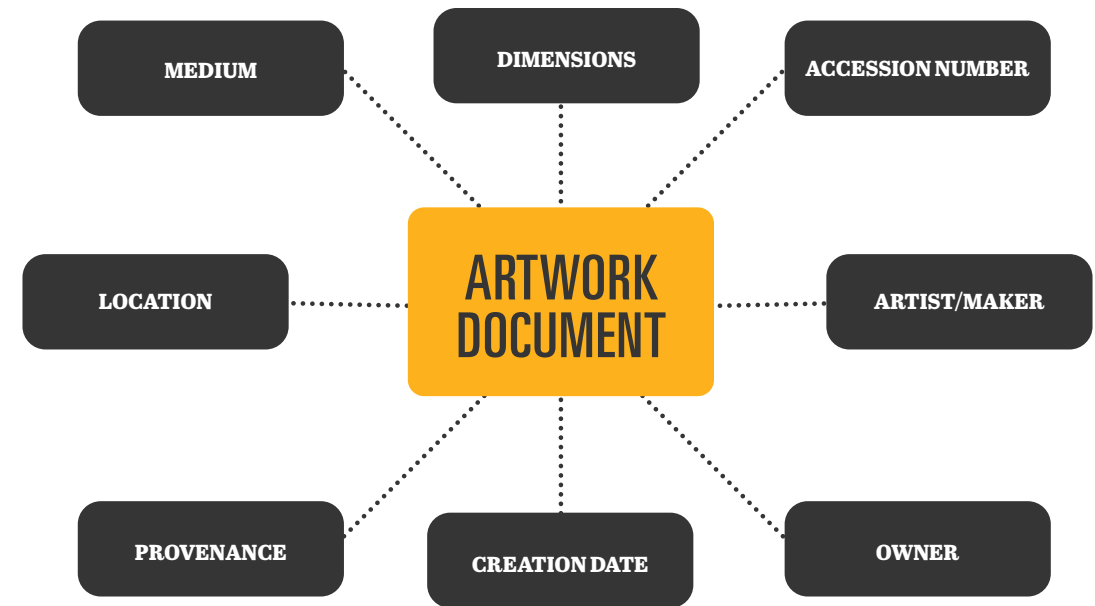 MEDIUM
DIMENSIONS
ACCESSION NUMBER
LOCATION
ARTWORK
DOCUMENT
ARTIST/MAKER
PROVENANCE
CREATION DATE
OWNER